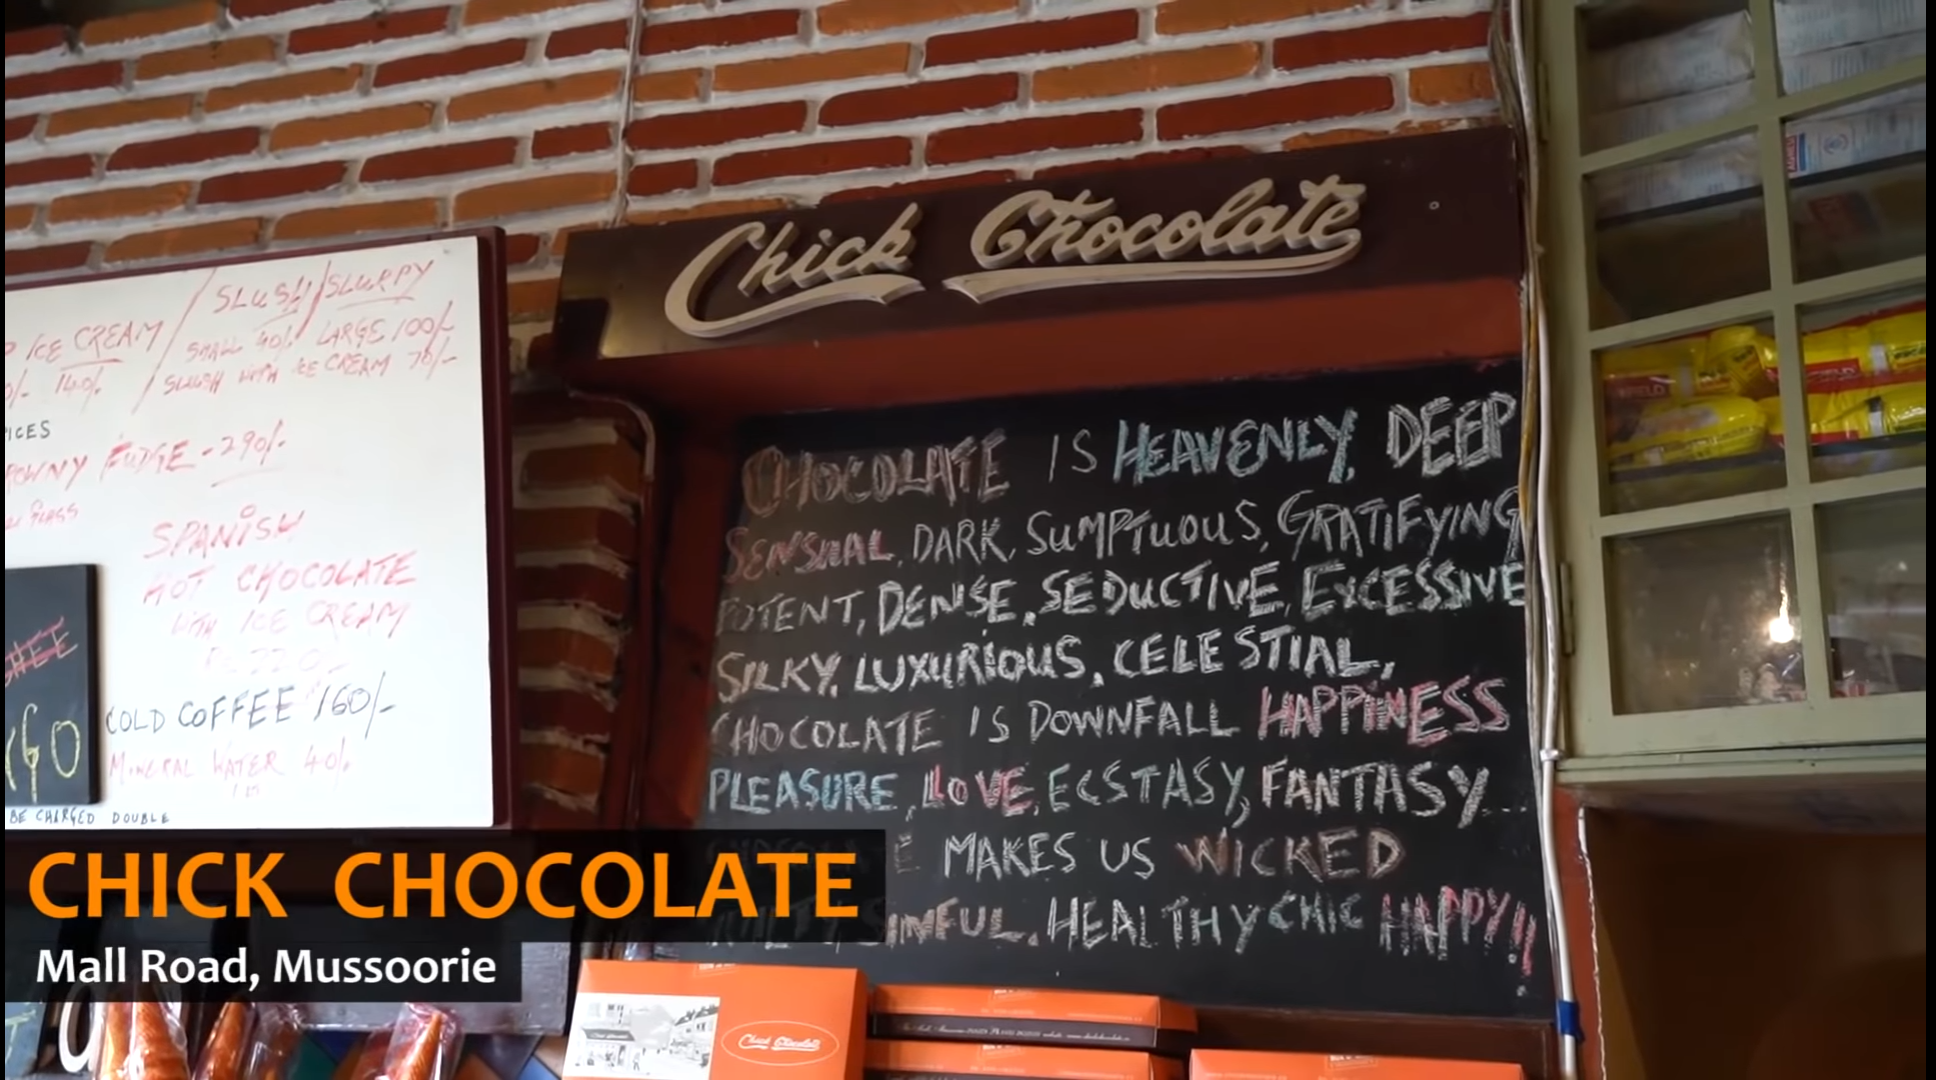 Chick Chocolate
ICE CREAM
140/-
SLUSH/SLURPY
SMALL 40/- LARGE 100/-
SLUSH WITH ICE CREAM 70/-
FUDGE - 290/-
SPANISH
HOT CHOCOLATE
WITH ICE CREAM
COLD COFFEE 160/-
MINERAL WATER 40/-
BE CHARGED DOUBLE
CHOCOLATE IS HEAVENLY, DEEP
SENSUAL, DARK, SUMPTUOUS, GRATIFYING
POTENT, DENSE, SEDUCTIVE, EXCESSIVE
SILKY, LUXURIOUS, CELESTIAL,
CHOCOLATE IS DOWNFALL HAPPINESS
PLEASURE, LOVE, ECSTASY, FANTASY...
MAKES US WICKED
SINFUL, HEALTHY CHIC HAPPY!!
CHICK CHOCOLATE
Mall Road, Mussoorie
Chick Chocolate